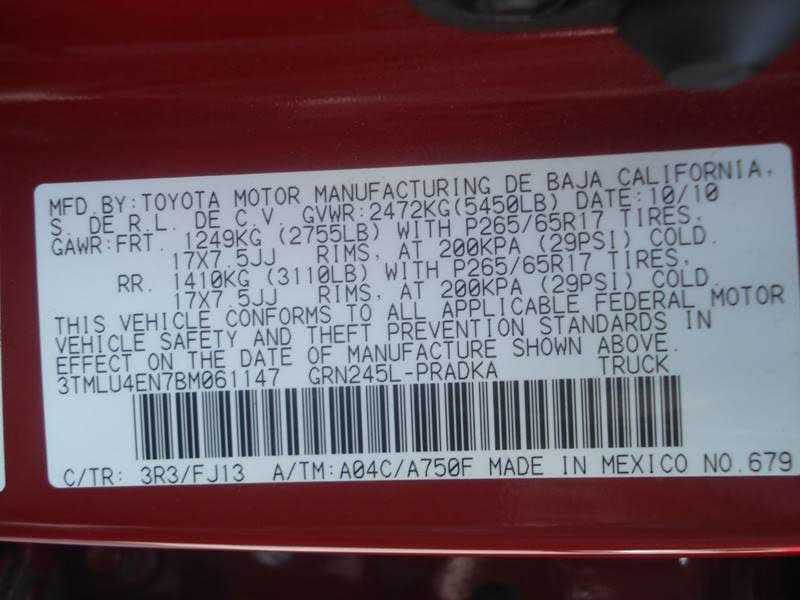 MFD BY:TOYOTA MOTOR MANUFACTURING DE BAJA CALIFORNIA,
S. DE R.L. DE C.V. GVWR:2472KG(5450LB) DATE:10/10
GAWR:FRT. 1249KG (2755LB) WITH P265/65R17 TIRES,
17X7.5JJ RIMS, AT 200KPA (29PSI) COLD.
RR. 1410KG (3110LB) WITH P265/65R17 TIRES,
17X7.5JJ RIMS, AT 200KPA (29PSI) COLD.
THIS VEHICLE CONFORMS TO ALL APPLICABLE FEDERAL MOTOR
VEHICLE SAFETY AND THEFT PREVENTION STANDARDS IN
EFFECT ON THE DATE OF MANUFACTURE SHOWN ABOVE.
3TMLU4EN7BM061147 GRN245L-PRADKA TRUCK
C/TR: 3R3/FJ13 A/TM:A04C/A750F MADE IN MEXICO NO.679